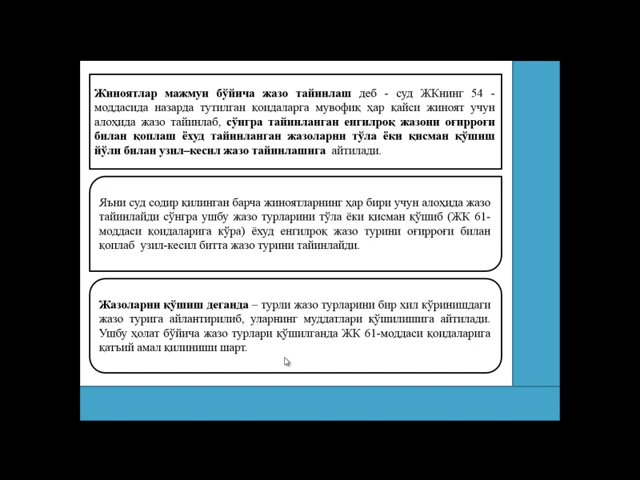 Жиноятлар мажмуи бўйича жазо тайинлаш деб - суд ЖКнинг 54 -
моддасида назарда тутилган қоидаларга мувофиқ ҳар қайси жиноят учун
алоҳида жазо тайинлаб, сўнгра тайинланган енгилроқ жазони оғирроғи
билан қоплаш ёхуд тайинланган жазоларни тўла ёки қисман қўшиш
йўли билан узил–кесил жазо тайинлашига айтилади.
Яъни суд содир қилинган барча жиноятларнинг ҳар бири учун алоҳида жазо
тайинлайди сўнгра ушбу жазо турларини тўла ёки қисман қўшиб (ЖК 61-
моддаси қоидаларига кўра) ёхуд енгилроқ жазо турини оғирроғи билан
қоплаб узил-кесил битта жазо турини тайинлайди.
Жазоларни қўшиш деганда – турли жазо турларини бир хил кўринишдаги
жазо турига айлантирилиб, уларнинг муддатлари қўшилишига айтилади.
Ушбу ҳолат бўйича жазо турлари қўшилганда ЖК 61-моддаси қоидаларига
қатъий амал қилиниши шарт.